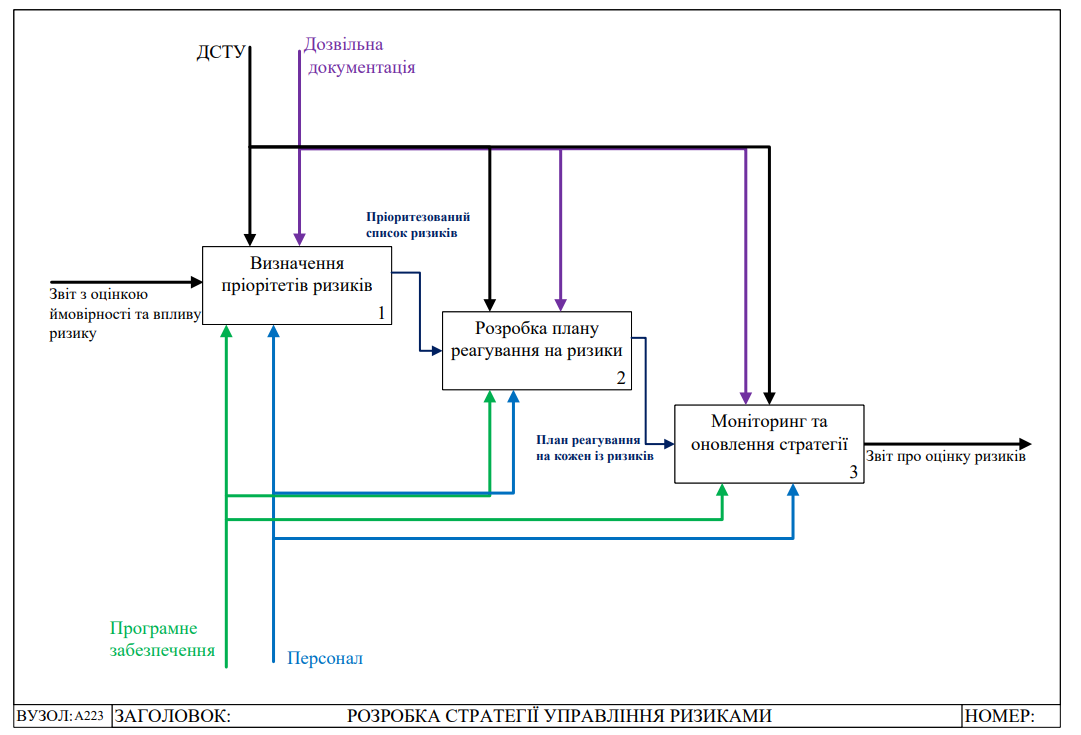 ДСТУ
Дозвільна
документація
Пріоритезований
список ризиків
Визначення
пріорітетів ризиків
1
Звіт з оцінкою
ймовірності та впливу
ризику
Розробка плану
реагування на ризики
2
План реагування
на кожен із ризиків
Моніторинг та
оновлення стратегії
3
Звіт про оцінку ризиків
Програмне
забезпечення
Персонал
ВУЗОЛ: А223 ЗАГОЛОВОК: РОЗРОБКА СТРАТЕГІЇ УПРАВЛІННЯ РИЗИКАМИ НОМЕР: